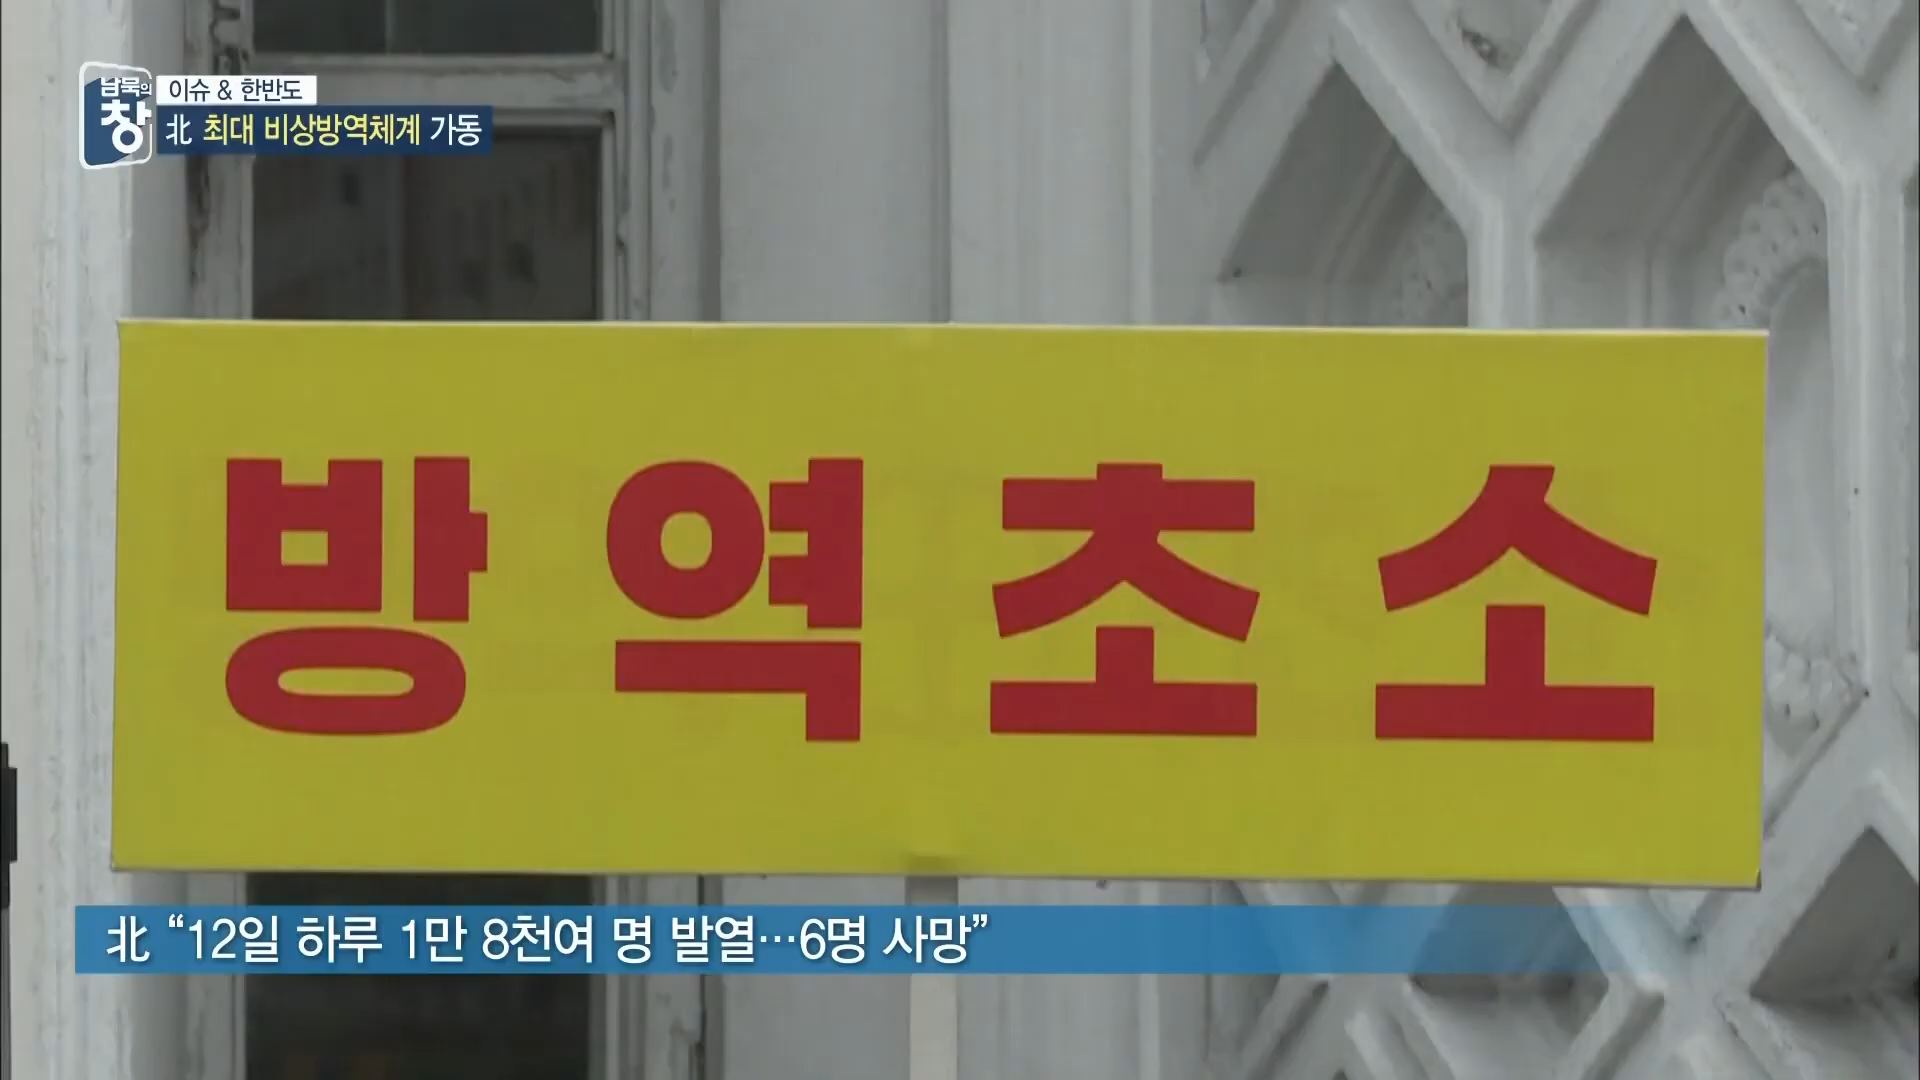 남북의
창
이슈 & 한반도
北 최대 비상방역체계 가동
방역초소
北 “12일 하루 1만 8천여 명 발열…6명 사망”